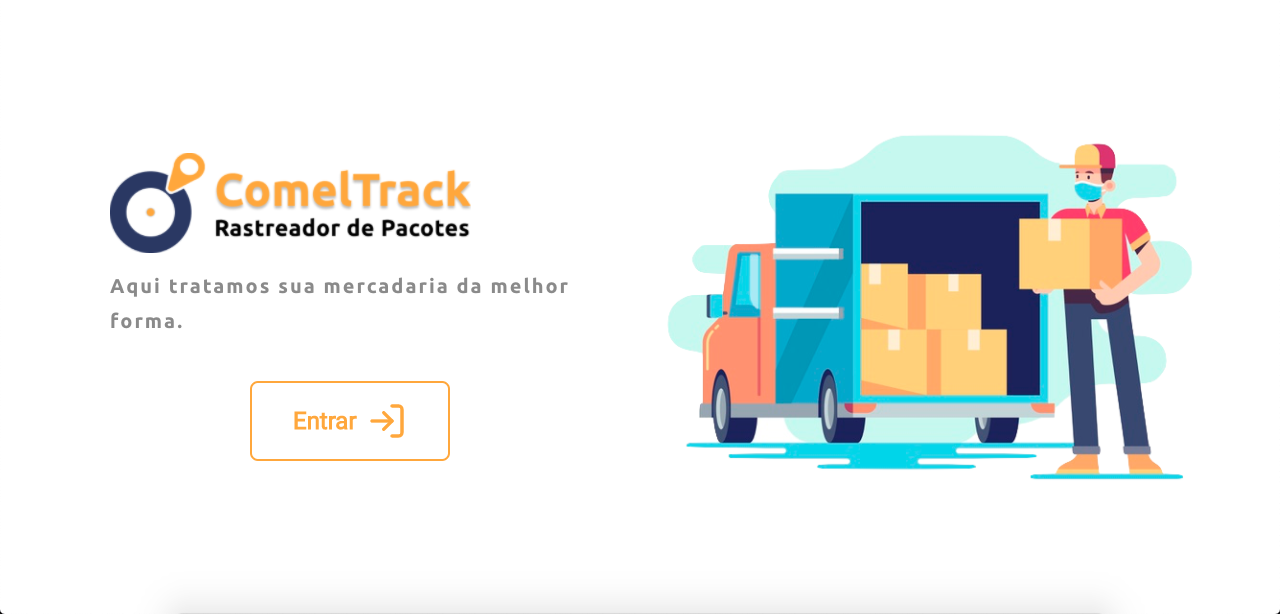 ComelTrack
Rastreador de Pacotes
Aqui tratamos sua mercadaria da melhor
forma.
Entrar